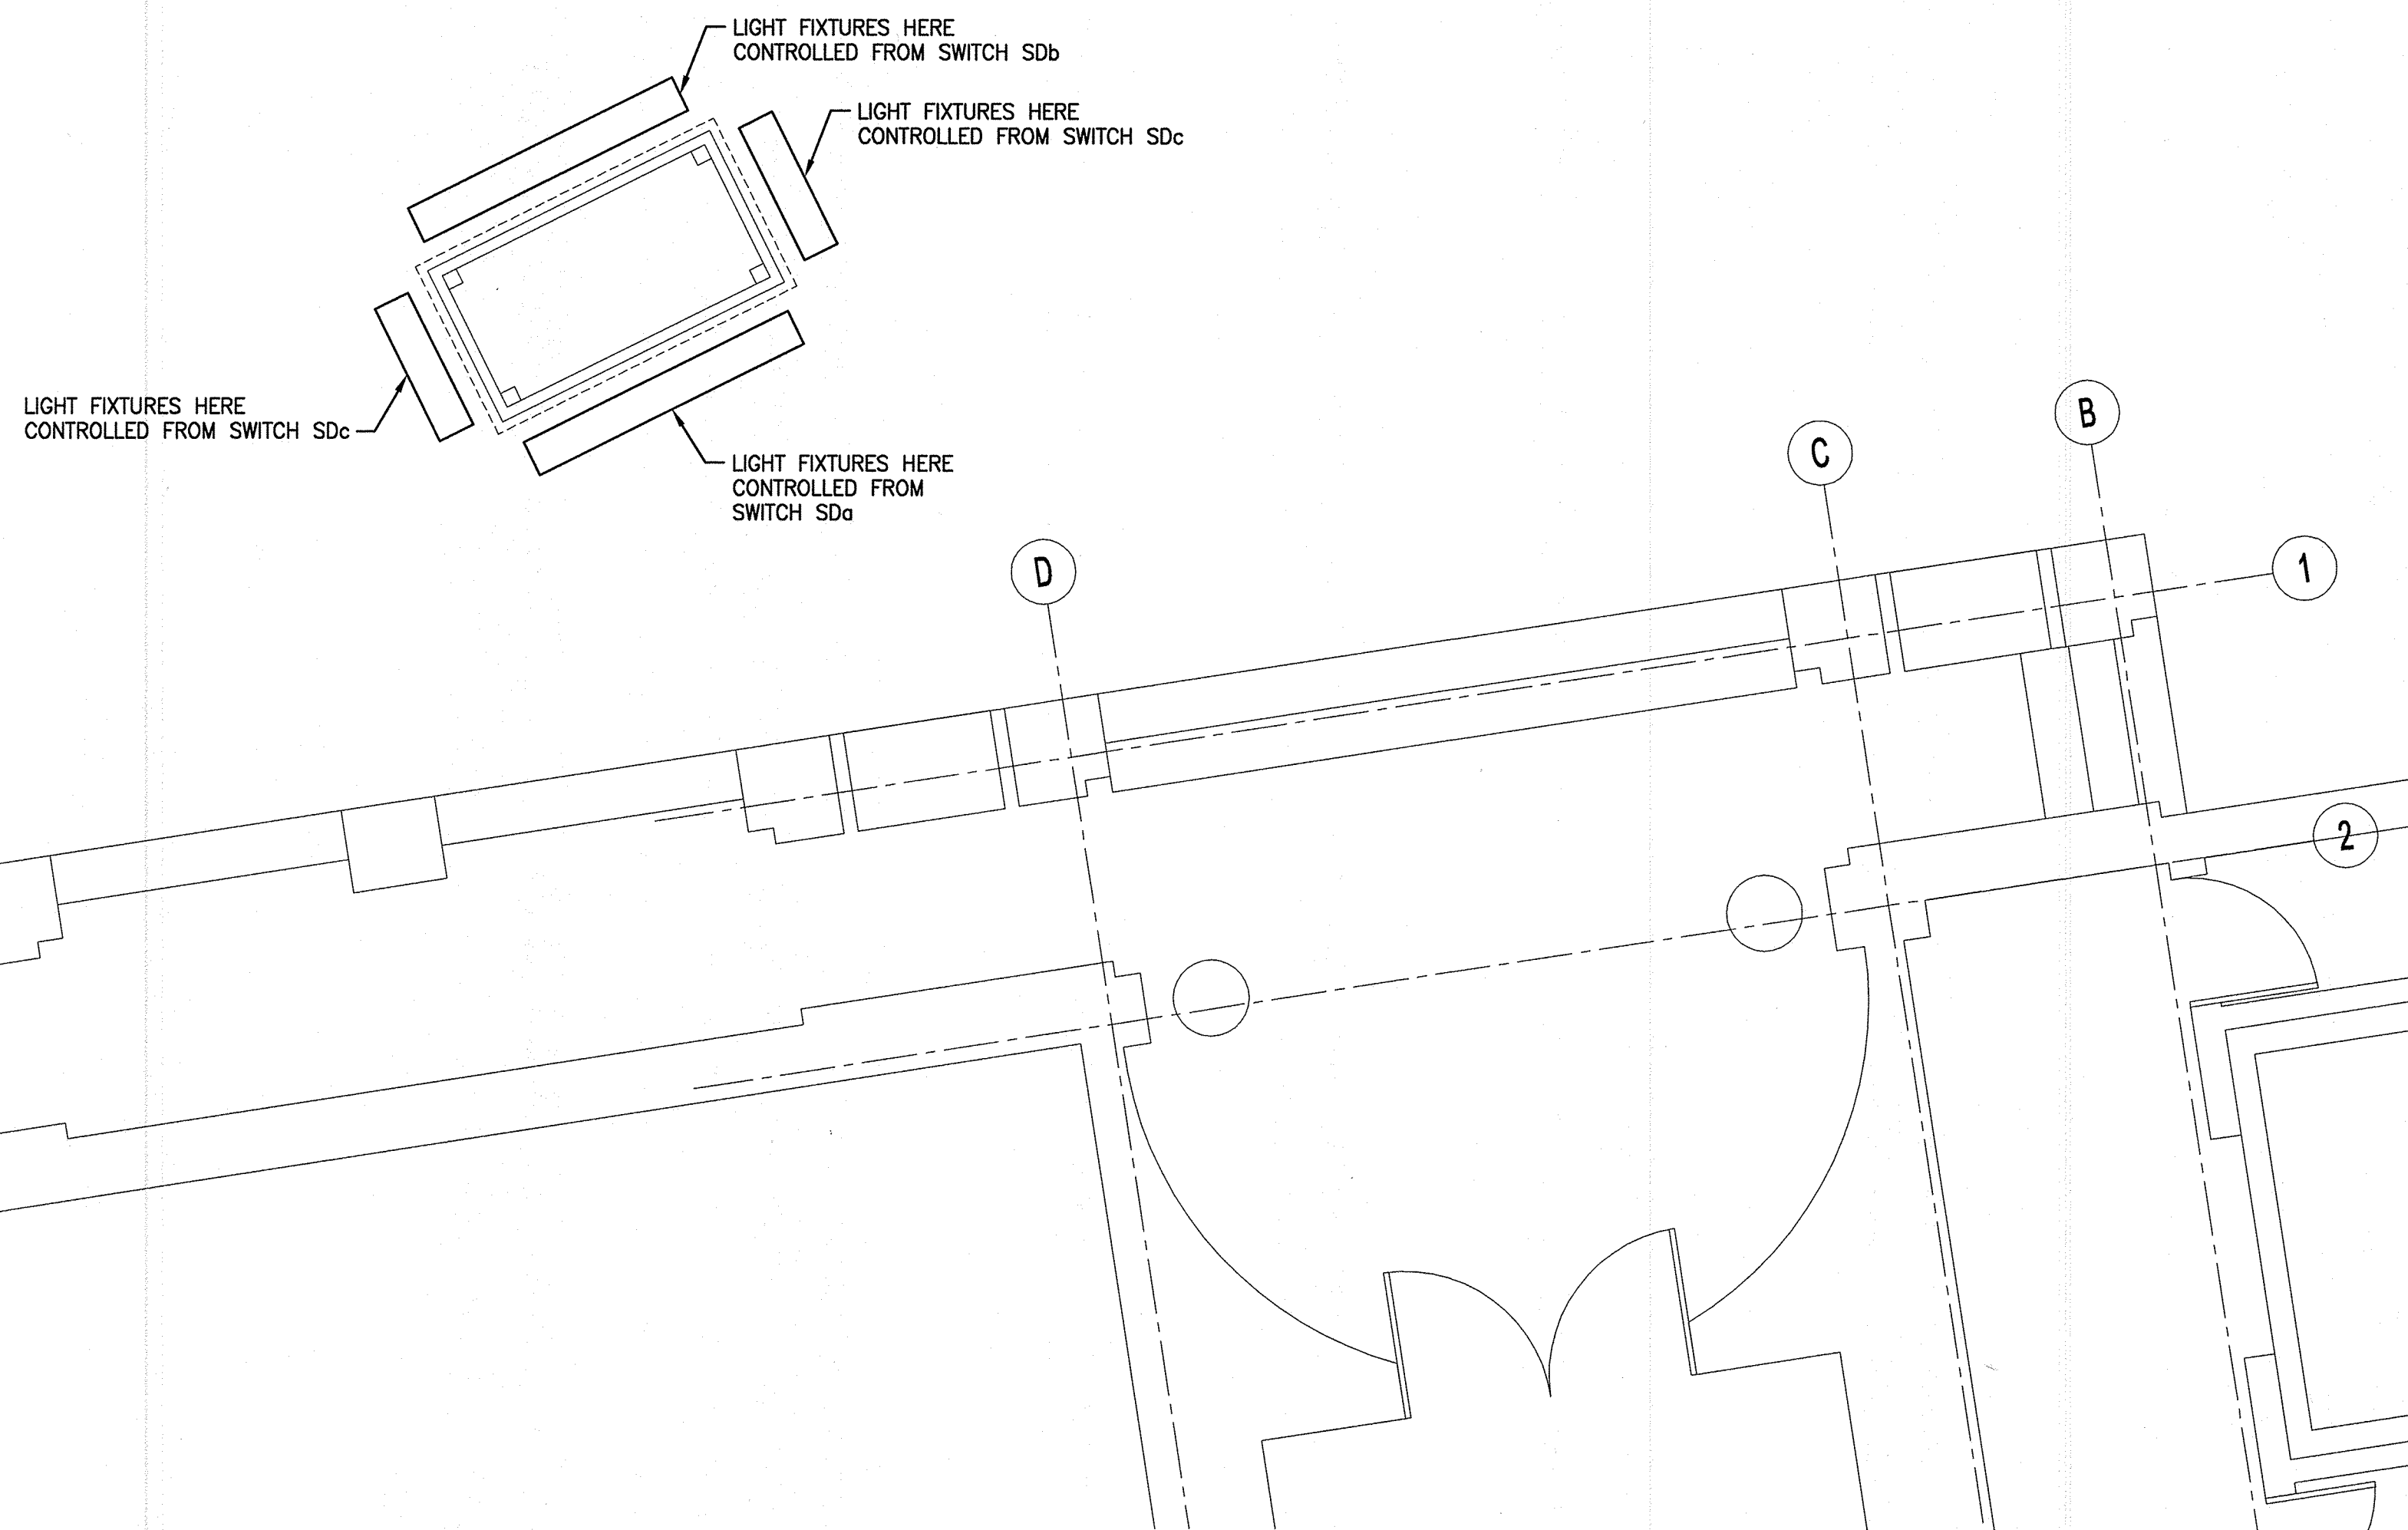 LIGHT FIXTURES HERE
CONTROLLED FROM SWITCH SDb
LIGHT FIXTURES HERE
CONTROLLED FROM SWITCH SDc
LIGHT FIXTURES HERE
CONTROLLED FROM SWITCH SDc
LIGHT FIXTURES HERE
CONTROLLED FROM
SWITCH SDa
B
C
D
1
2